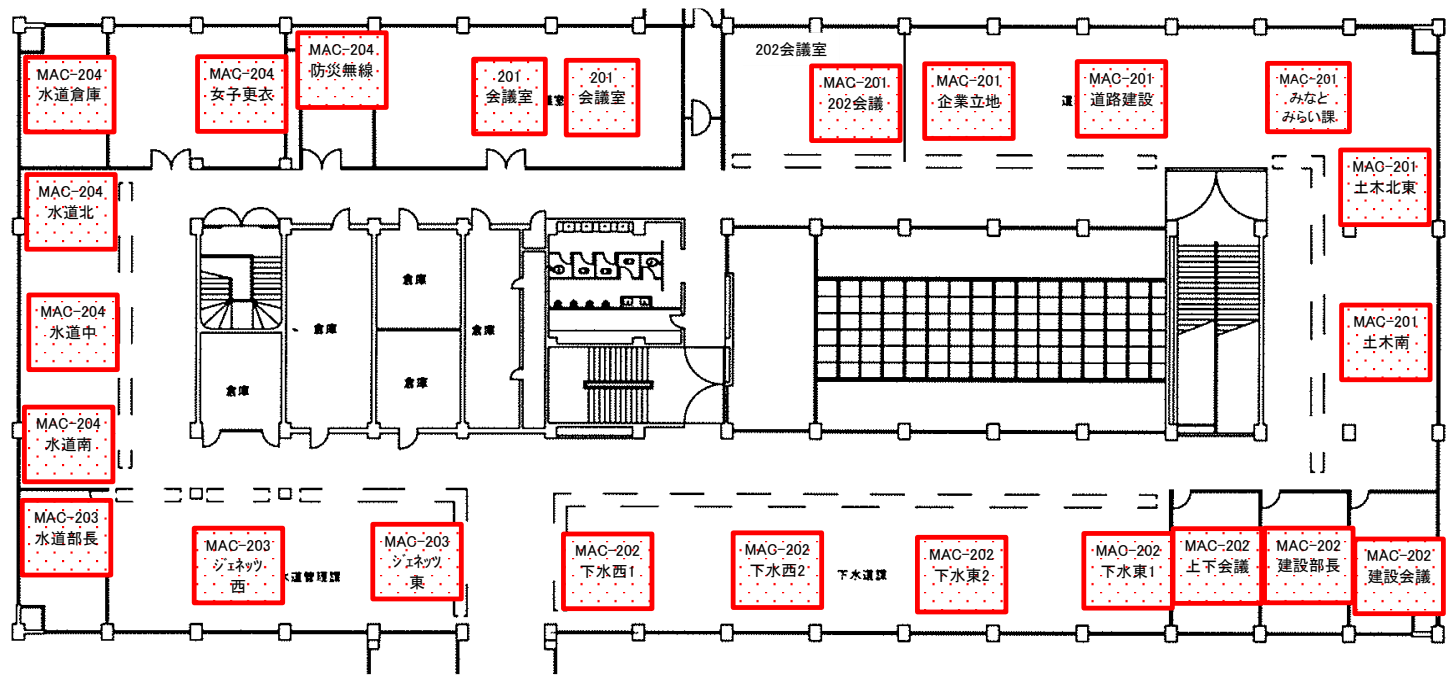 MAC-204
水道倉庫
MAC-204
女子更衣
MAC-204
防災無線
201
会議室
201
会議室
室
202会議室
MAC-201
202会議
MAC-201
企業立地
道
MAC-201
道路建設
MAC-201
みなと
みらい課
MAC-204
水道北
MAC-201
土木北東
倉庫
倉庫
倉庫
MAC-204
水道中
MAC-201
土木南
倉庫
倉庫
MAC-204
水道南
MAC-203
水道部長
MAC-203
ジェネッツ
西
水道管理課
MAC-203
ジェネッツ
東
MAC-202
下水西1
MAC-202
下水西2
下水道課
MAC-202
下水東2
MAC-202
下水東1
MAC-202
上下会議
MAC-202
建設部長
MAC-202
建設会議